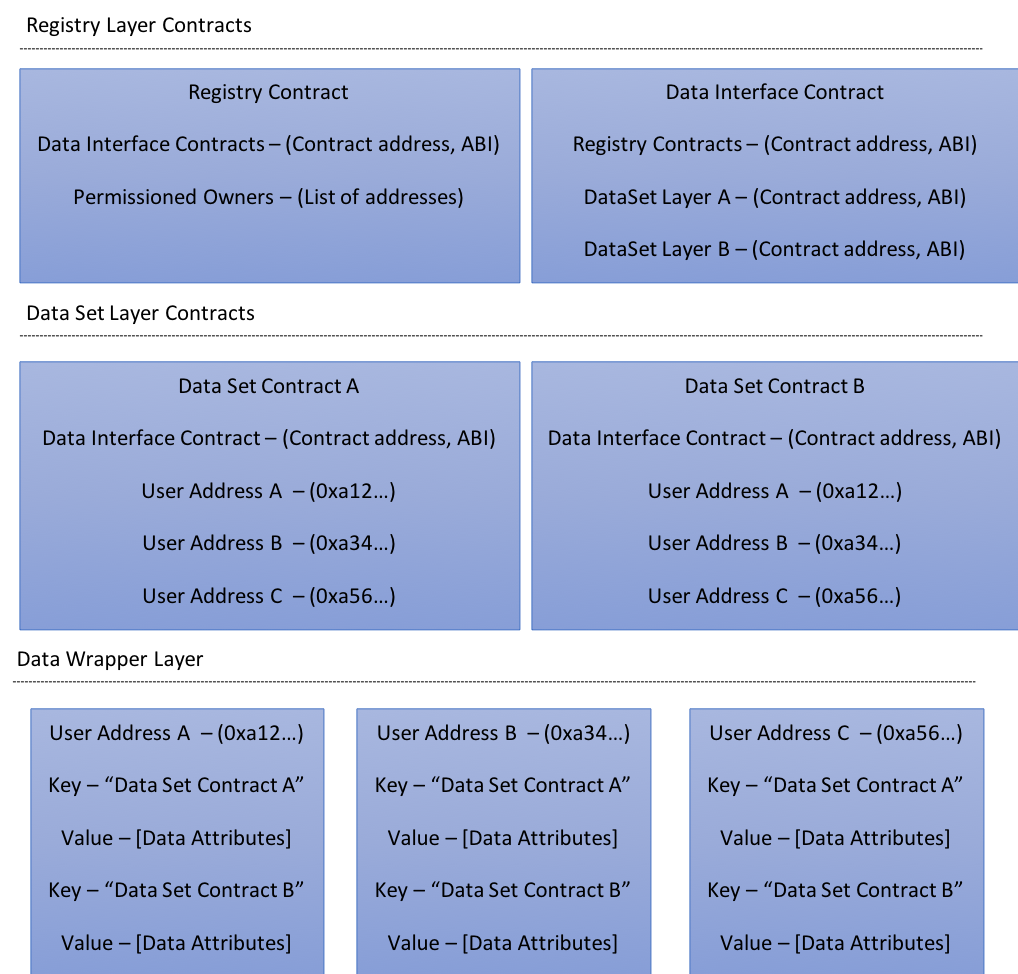 Registry Layer Contracts
Registry Contract
Data Interface Contracts – (Contract address, ABI)
Permissioned Owners – (List of addresses)
Data Interface Contract
Registry Contracts – (Contract address, ABI)
DataSet Layer A – (Contract address, ABI)
DataSet Layer B – (Contract address, ABI)
Data Set Layer Contracts
Data Set Contract A
Data Interface Contract – (Contract address, ABI)
User Address A – (0xa12…)
User Address B – (0xa34…)
User Address C – (0xa56…)
Data Set Contract B
Data Interface Contract – (Contract address, ABI)
User Address A – (0xa12…)
User Address B – (0xa34…)
User Address C – (0xa56…)
Data Wrapper Layer
User Address A – (0xa12…)
Key – “Data Set Contract A”
Value – [Data Attributes]
Key – “Data Set Contract B”
Value – [Data Attributes]
User Address B – (0xa34…)
Key – “Data Set Contract A”
Value – [Data Attributes]
Key – “Data Set Contract B”
Value – [Data Attributes]
User Address C – (0xa56…)
Key – “Data Set Contract A”
Value – [Data Attributes]
Key – “Data Set Contract B”
Value – [Data Attributes]